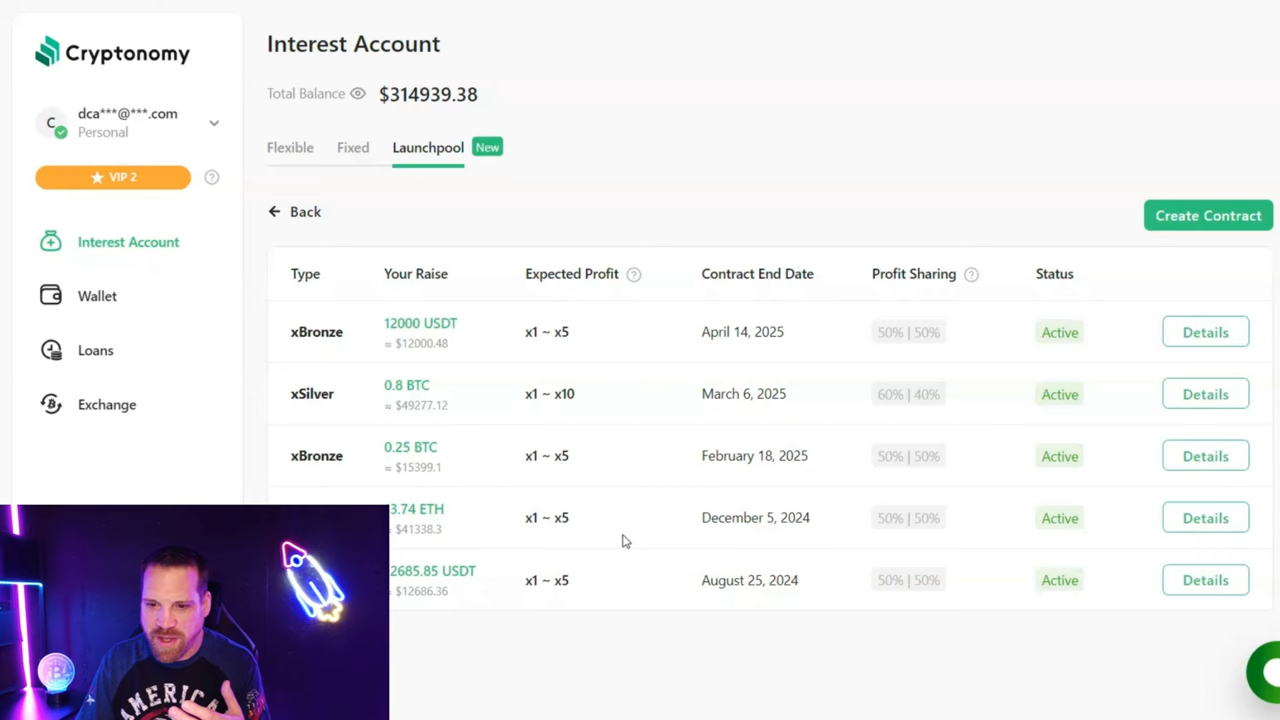 Cryptonomy
Interest Account
Total Balance $314939.38
C dca***@***.com
Personal
VIP 2 ?
Flexible Fixed Launchpool New
Back
Create Contract
Interest Account
Wallet
Loans
Exchange
Type Your Raise Expected Profit ? Contract End Date Profit Sharing ? Status
xBronze 12000 USDT x1 ~ x5 April 14, 2025 50% | 50% Active Details
≈ $12000.48
xSilver 0.8 BTC x1 ~ x10 March 6, 2025 60% | 40% Active Details
≈ $49277.12
xBronze 0.25 BTC x1 ~ x5 February 18, 2025 50% | 50% Active Details
≈ $15399.1
3.74 ETH x1 ~ x5 December 5, 2024 50% | 50% Active Details
≈ $41338.3
2685.85 USDT x1 ~ x5 August 25, 2024 50% | 50% Active Details
≈ $12686.36
AMERICA